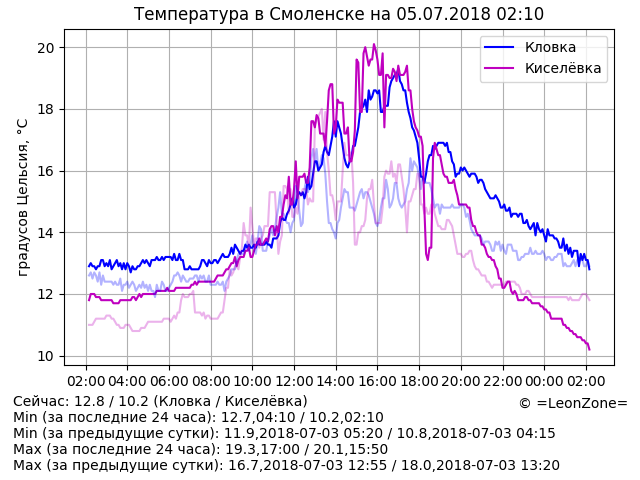 Температура в Смоленске на 05.07.2018 02:10
Кловка
Киселёвка
градусов Цельсия, °C
20
18
16
14
12
10
02:00 04:00 06:00 08:00 10:00 12:00 14:00 16:00 18:00 20:00 22:00 00:00 02:00
Сейчас: 12.8 / 10.2 (Кловка / Киселёвка)
© =LeonZone=
Min (за последние 24 часа): 12.7,04:10 / 10.2,02:10
Min (за предыдущие сутки): 11.9,2018-07-03 05:20 / 10.8,2018-07-03 04:15
Max (за последние 24 часа): 19.3,17:00 / 20.1,15:50
Max (за предыдущие сутки): 16.7,2018-07-03 12:55 / 18.0,2018-07-03 13:20